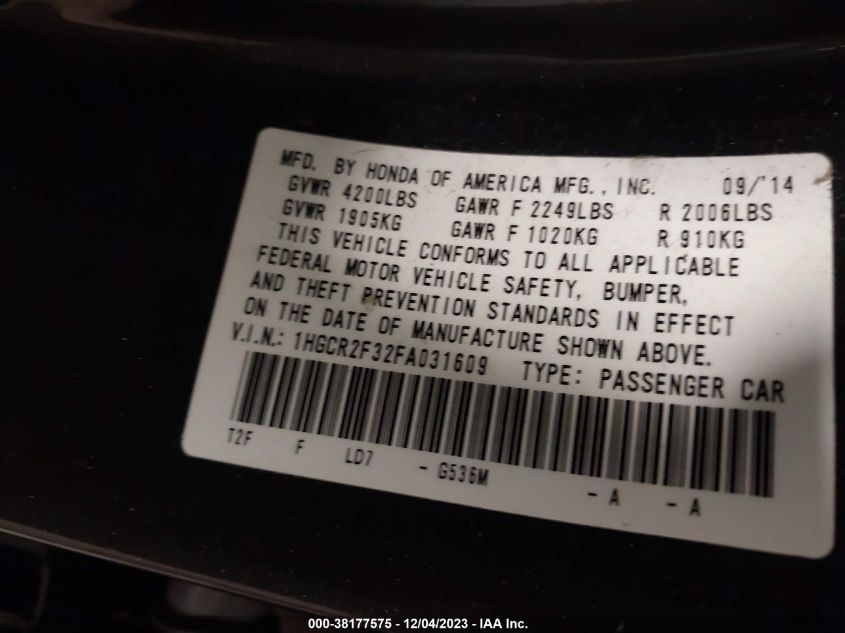 MFD. BY HONDA OF AMERICA MFG., INC. 09/'14
GVWR 4200LBS GAWR F 2249LBS R 2006LBS
GVWR 1905KG GAWR F 1020KG R 910KG
THIS VEHICLE CONFORMS TO ALL APPLICABLE
FEDERAL MOTOR VEHICLE SAFETY, BUMPER,
AND THEFT PREVENTION STANDARDS IN EFFECT
ON THE DATE OF MANUFACTURE SHOWN ABOVE.
V.I.N.: 1HGCR2F32FA031609 TYPE: PASSENGER CAR
T2F F LD7 - G536M - A - A
000-38177575 - 12/04/2023 - IAA Inc.